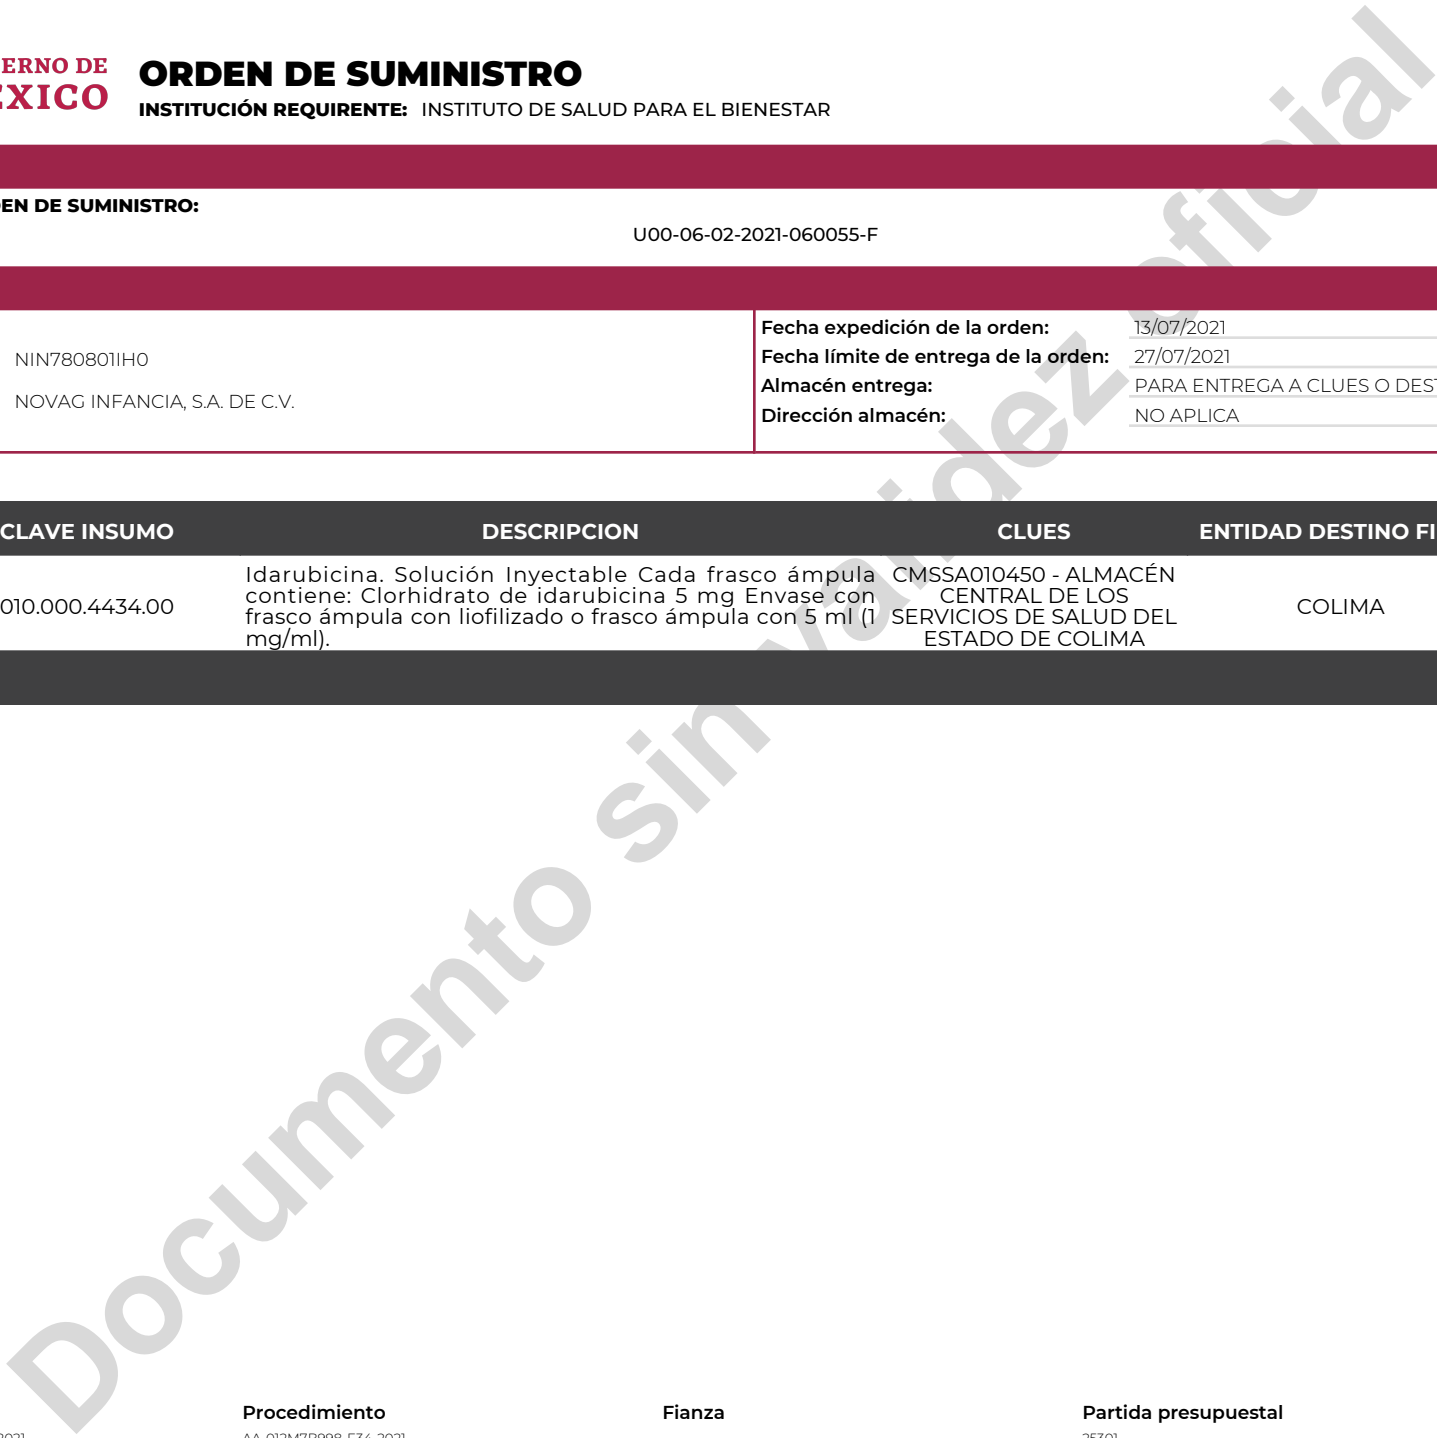 ERNO DE
EXICO
ORDEN DE SUMINISTRO
INSTITUCIÓN REQUIRENTE: INSTITUTO DE SALUD PARA EL BIENESTAR
EN DE SUMINISTRO:
U00-06-02-2021-060055-F
NIN780801IH0
NOVAG INFANCIA, S.A. DE C.V.
Fecha expedición de la orden: 13/07/2021
Fecha límite de entrega de la orden: 27/07/2021
Almacén entrega: PARA ENTREGA A CLUES O DEST
Dirección almacén: NO APLICA
CLAVE INSUMO DESCRIPCION CLUES ENTIDAD DESTINO FI
010.000.4434.00
Idarubicina. Solución Inyectable Cada frasco ámpula
contiene: Clorhidrato de idarubicina 5 mg Envase con
frasco ámpula con liofilizado o frasco ámpula con 5 ml (1
mg/ml).
CMSSA010450 - ALMACÉN
CENTRAL DE LOS
SERVICIOS DE SALUD DEL
ESTADO DE COLIMA
COLIMA
Documento sin validez oficial
Procedimiento Fianza Partida presupuestal